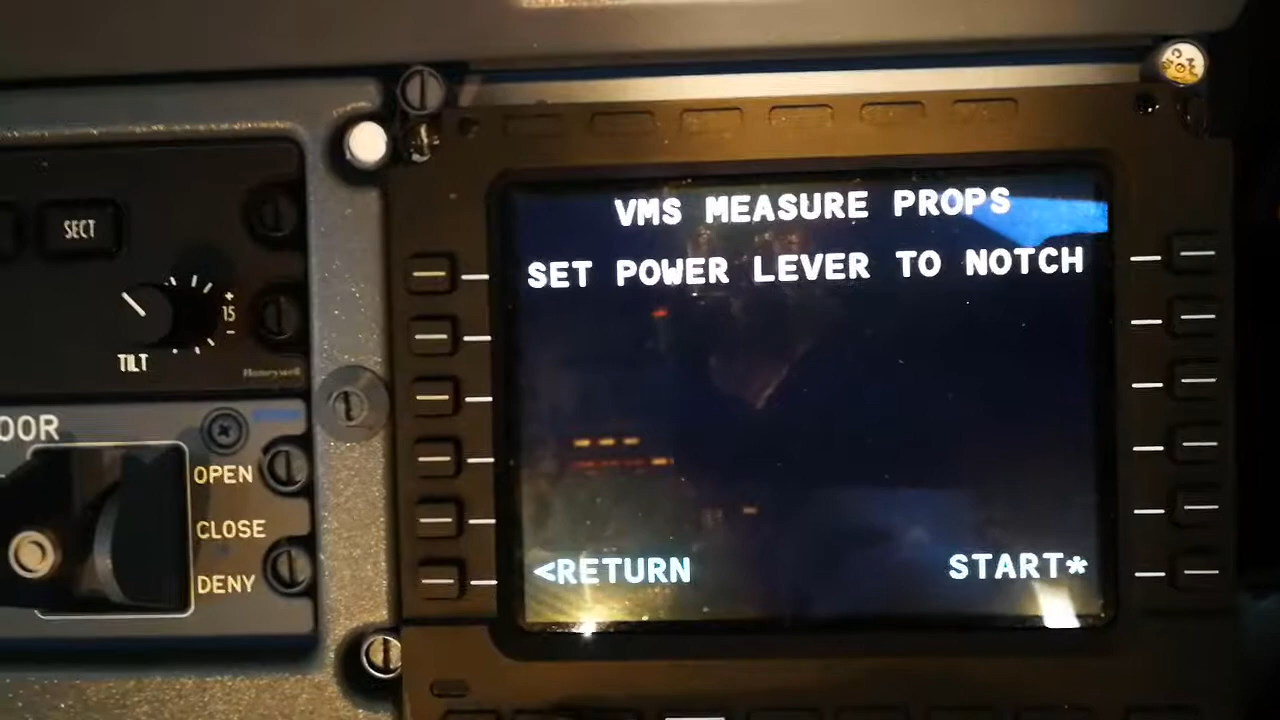 VMS MEASURE PROPS
SET POWER LEVER TO NOTCH
<RETURN
START*
SECT
+
15
-
TILT
Honeywell
OOR
OPEN
CLOSE
DENY